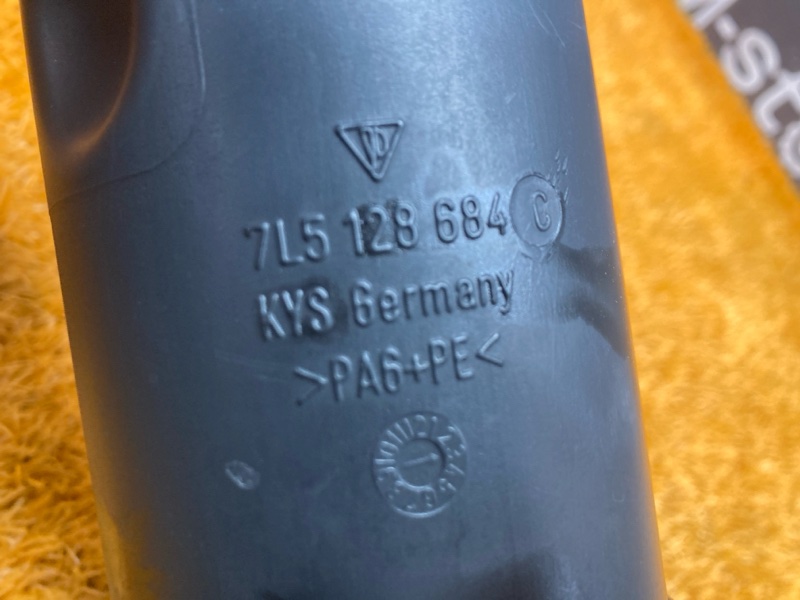 7L5 128 684 C
KYS Germany
>PA6+PE<